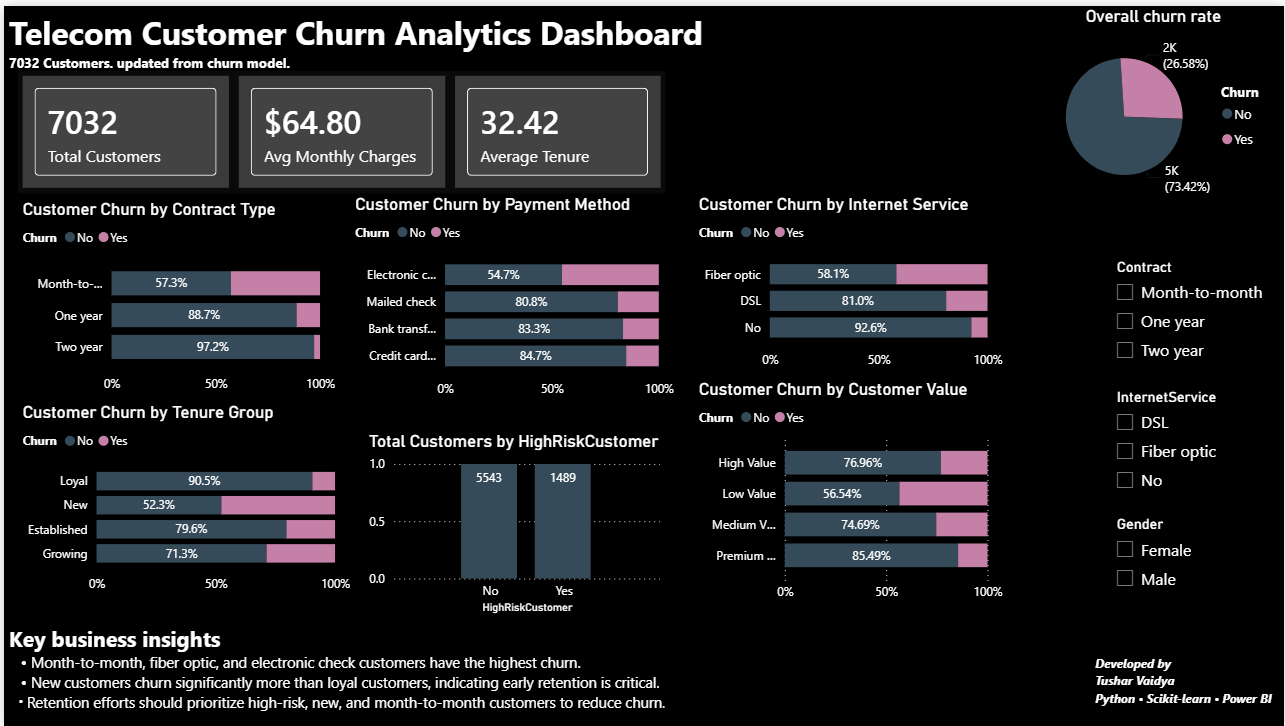 Telecom Customer Churn Analytics Dashboard
7032 Customers. updated from churn model.
7032
Total Customers
$64.80
Avg Monthly Charges
32.42
Average Tenure
Overall churn rate
2K
(26.58%)
5K
(73.42%)
Churn
No
Yes
Customer Churn by Contract Type
Churn No Yes
Month-to-... 57.3%
One year 88.7%
Two year 97.2%
0% 50% 100%
Customer Churn by Payment Method
Churn No Yes
Electronic c... 54.7%
Mailed check 80.8%
Bank transf... 83.3%
Credit card... 84.7%
0% 50% 100%
Customer Churn by Internet Service
Churn No Yes
Fiber optic 58.1%
DSL 81.0%
No 92.6%
0% 50% 100%
Customer Churn by Tenure Group
Churn No Yes
Loyal 90.5%
New 52.3%
Established 79.6%
Growing 71.3%
0% 50% 100%
Total Customers by HighRiskCustomer
1.0
0.5
0.0
5543 1489
No Yes
HighRiskCustomer
Customer Churn by Customer Value
Churn No Yes
High Value 76.96%
Low Value 56.54%
Medium V... 74.69%
Premium ... 85.49%
0% 50% 100%
Contract
Month-to-month
One year
Two year
InternetService
DSL
Fiber optic
No
Gender
Female
Male
Key business insights
• Month-to-month, fiber optic, and electronic check customers have the highest churn.
• New customers churn significantly more than loyal customers, indicating early retention is critical.
• Retention efforts should prioritize high-risk, new, and month-to-month customers to reduce churn.
Developed by
Tushar Vaidya
Python • Scikit-learn • Power BI